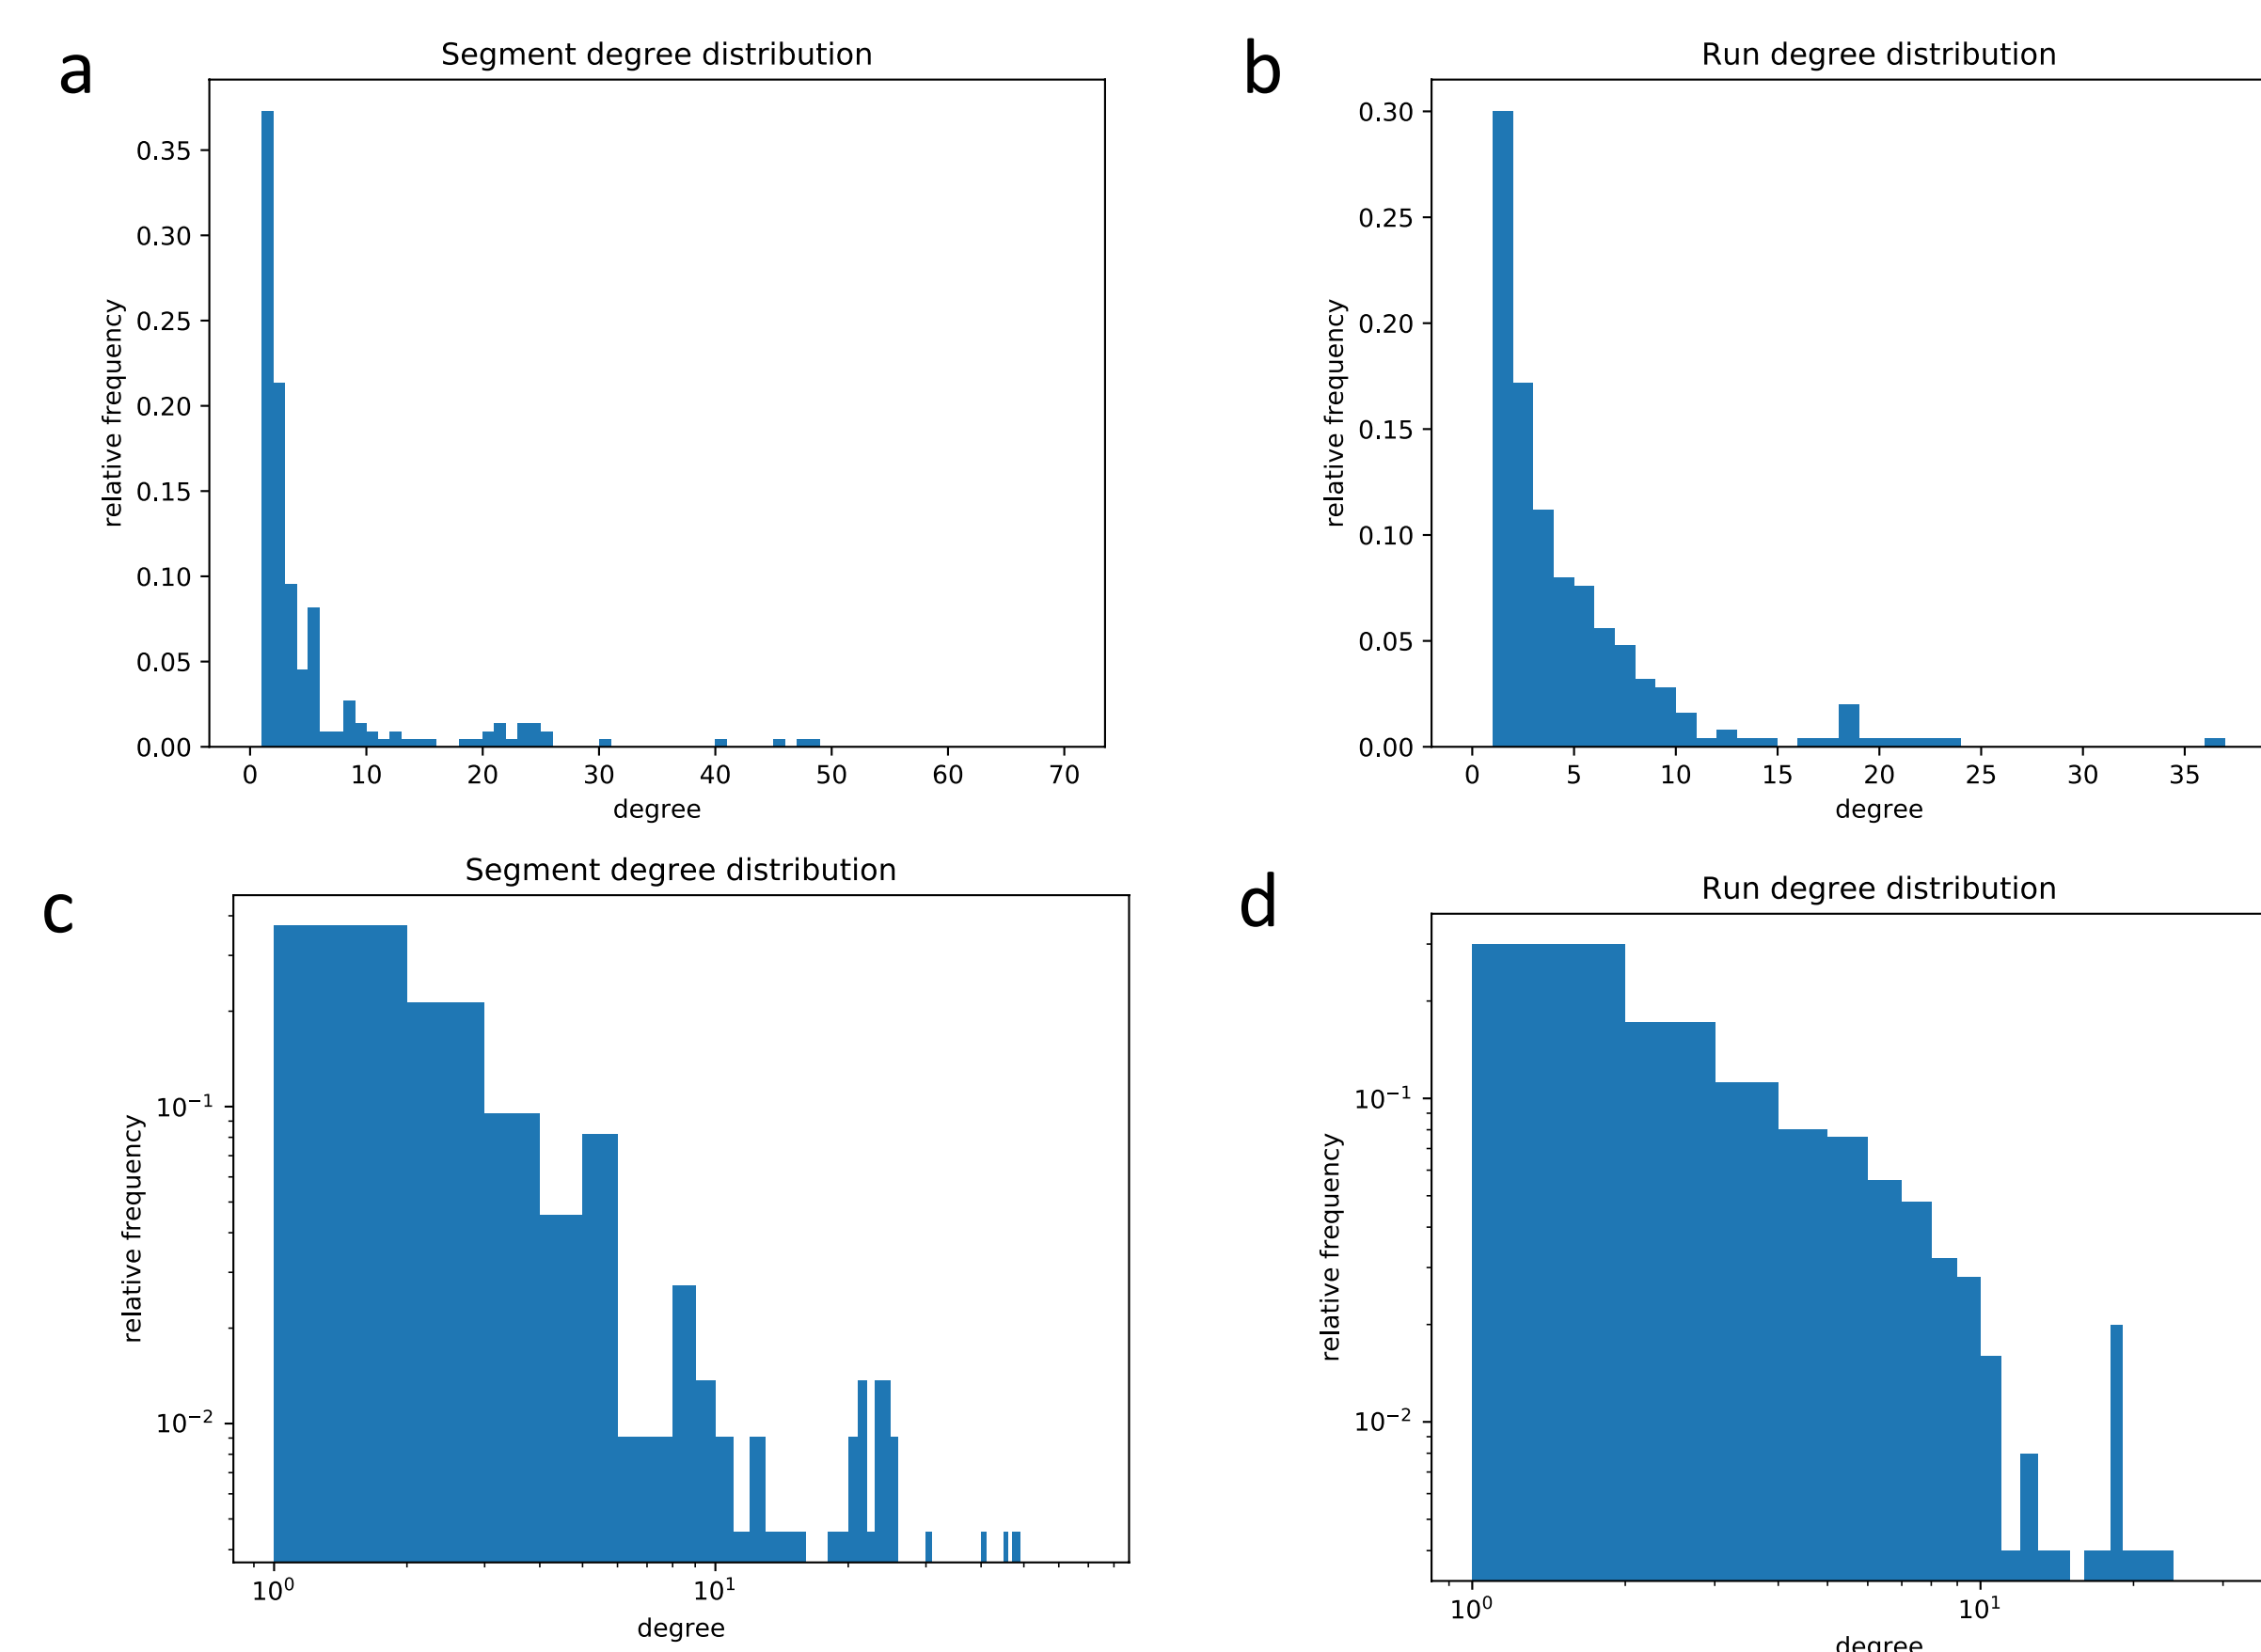 a
Segment degree distribution
0.35
0.30
0.25
0.20
0.15
0.10
0.05
0.00
relative frequency
0 10 20 30 40 50 60 70
degree
b
Run degree distribution
0.30
0.25
0.20
0.15
0.10
0.05
0.00
relative frequency
0 5 10 15 20 25 30 35
degree
c
Segment degree distribution
10⁻¹
10⁻²
relative frequency
10⁰ 10¹
degree
d
Run degree distribution
10⁻¹
10⁻²
relative frequency
10⁰ 10¹
degree